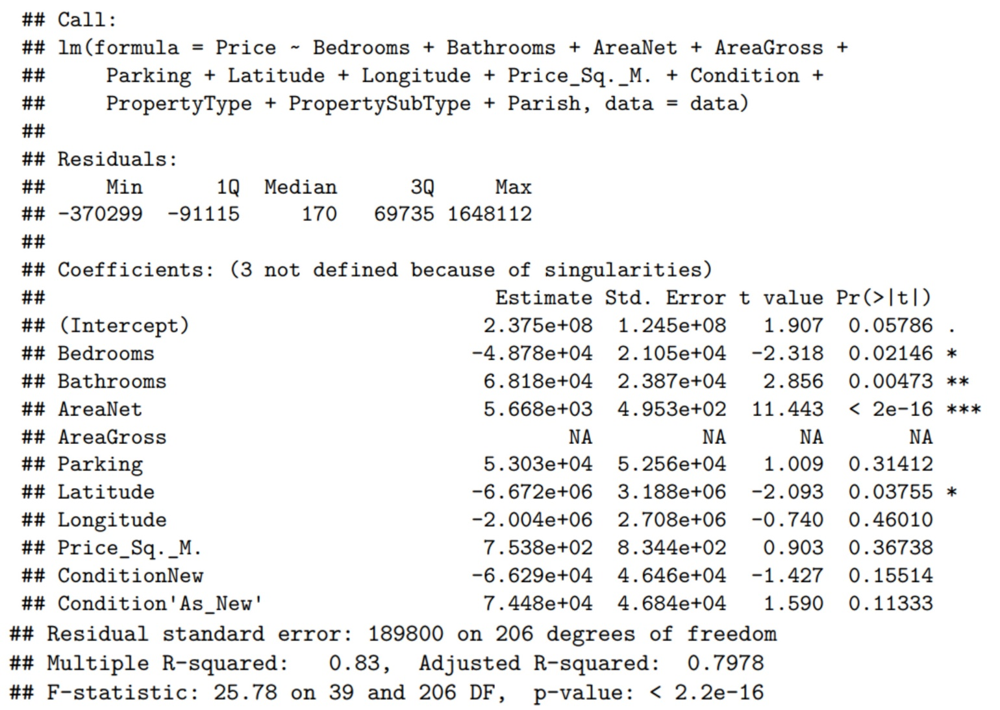 ## Call:
## lm(formula = Price ~ Bedrooms + Bathrooms + AreaNet + AreaGross +
##     Parking + Latitude + Longitude + Price_Sq._M. + Condition +
##     PropertyType + PropertySubType + Parish, data = data)
##
## Residuals:
##     Min      1Q  Median      3Q     Max
## -370299  -91115     170   69735 1648112
##
## Coefficients: (3 not defined because of singularities)
##                                     Estimate Std. Error t value Pr(>|t|)
## (Intercept)                        2.375e+08  1.245e+08   1.907  0.05786 .
## Bedrooms                          -4.878e+04  2.105e+04  -2.318  0.02146 *
## Bathrooms                          6.818e+04  2.387e+04   2.856  0.00473 **
## AreaNet                            5.668e+03  4.953e+02  11.443  < 2e-16 ***
## AreaGross                                 NA         NA      NA       NA
## Parking                            5.303e+04  5.256e+04   1.009  0.31412
## Latitude                          -6.672e+06  3.188e+06  -2.093  0.03755 *
## Longitude                         -2.004e+06  2.708e+06  -0.740  0.46010
## Price_Sq._M.                       7.538e+02  8.344e+02   0.903  0.36738
## ConditionNew                      -6.629e+04  4.646e+04  -1.427  0.15514
## Condition'As_New'                  7.448e+04  4.684e+04   1.590  0.11333
## Residual standard error: 189800 on 206 degrees of freedom
## Multiple R-squared:   0.83,  Adjusted R-squared:  0.7978
## F-statistic: 25.78 on 39 and 206 DF,  p-value: < 2.2e-16